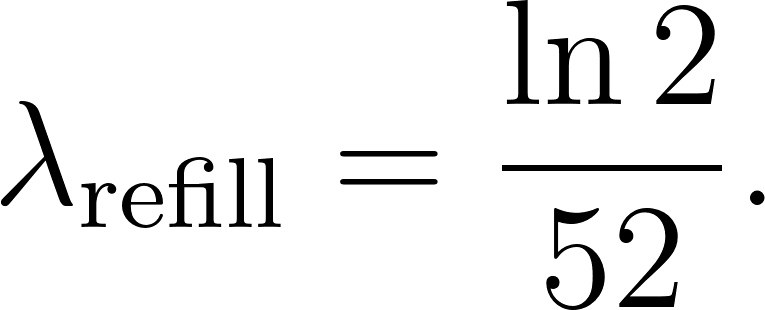 λ_refill = ln 2 / 52.